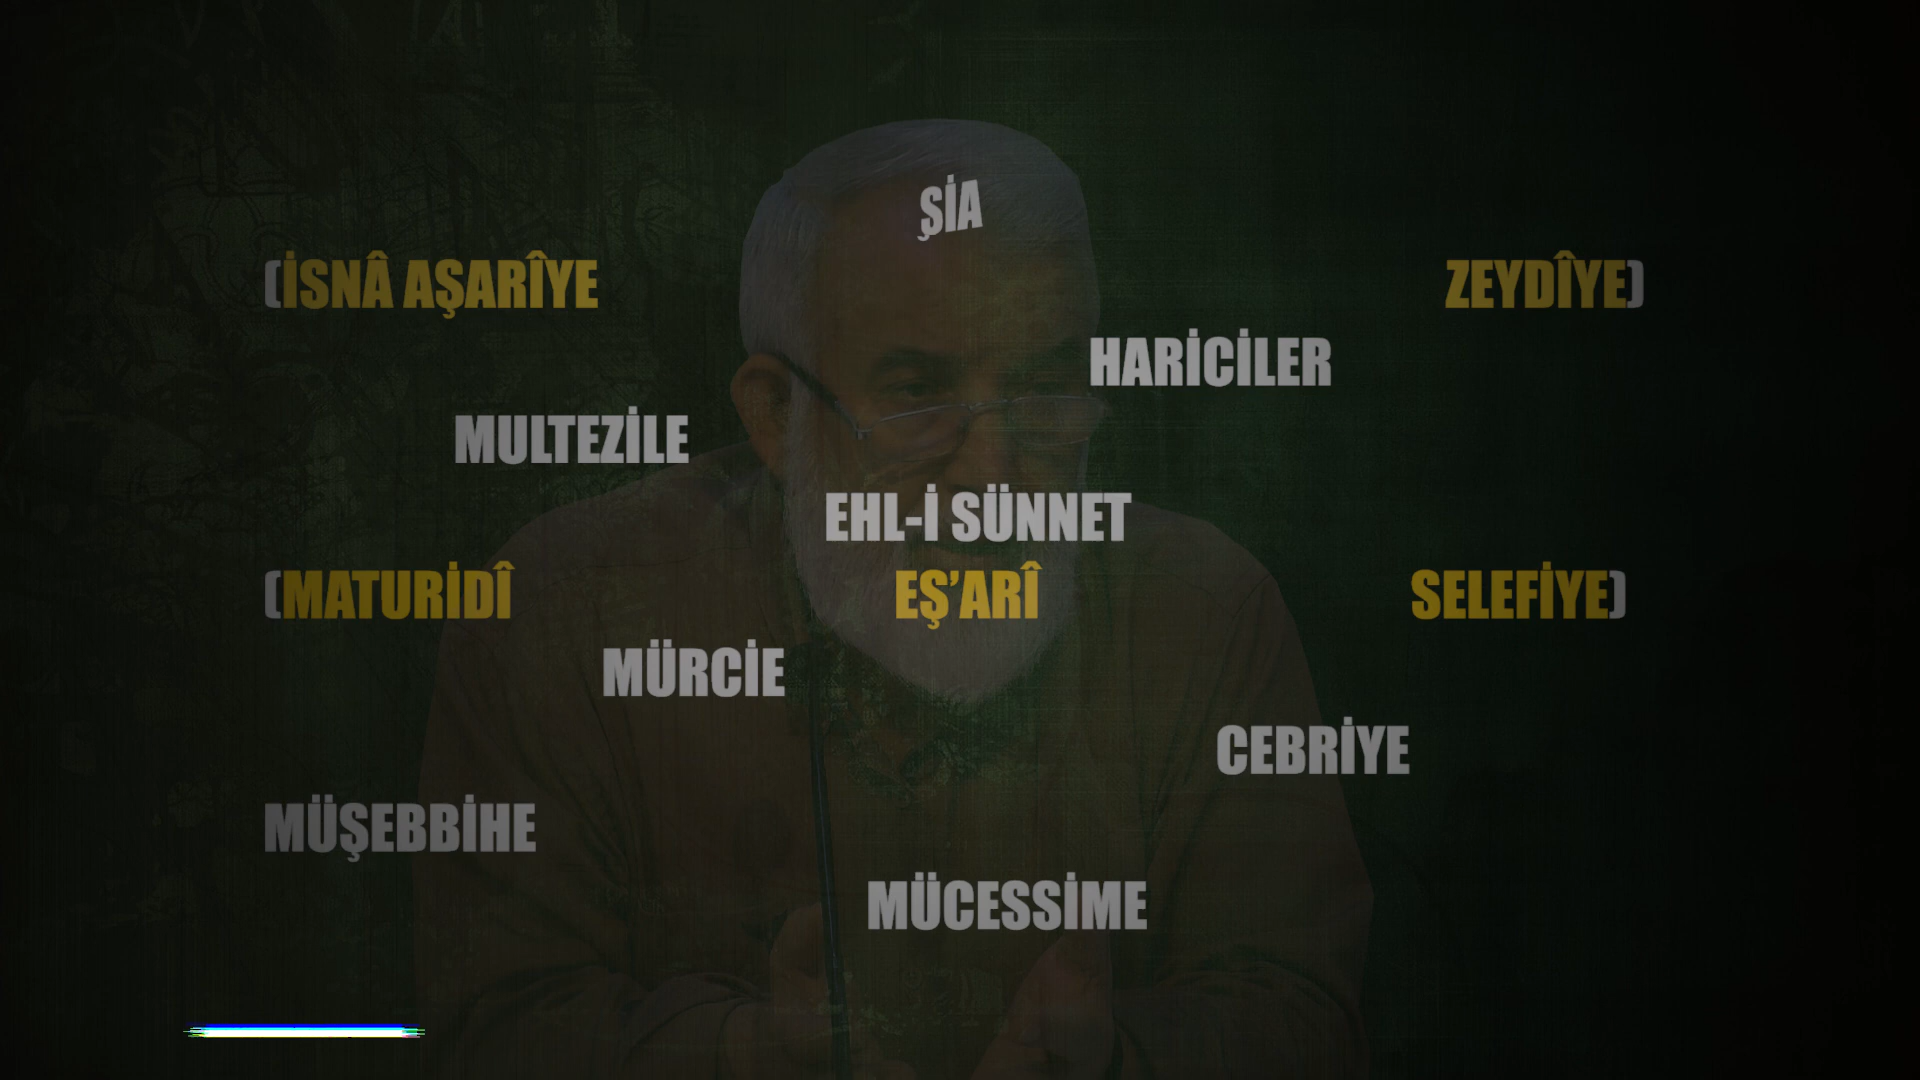 ŞİA
(İSNÂ AŞARÎYE ZEYDÎYE)
HARİCİLER
MULTEZİLE
EHL-İ SÜNNET
(MATURİDÎ EŞ'ARÎ SELEFİYE)
MÜRCİE
CEBRİYE
MÜŞEBBİHE
MÜCESSİME